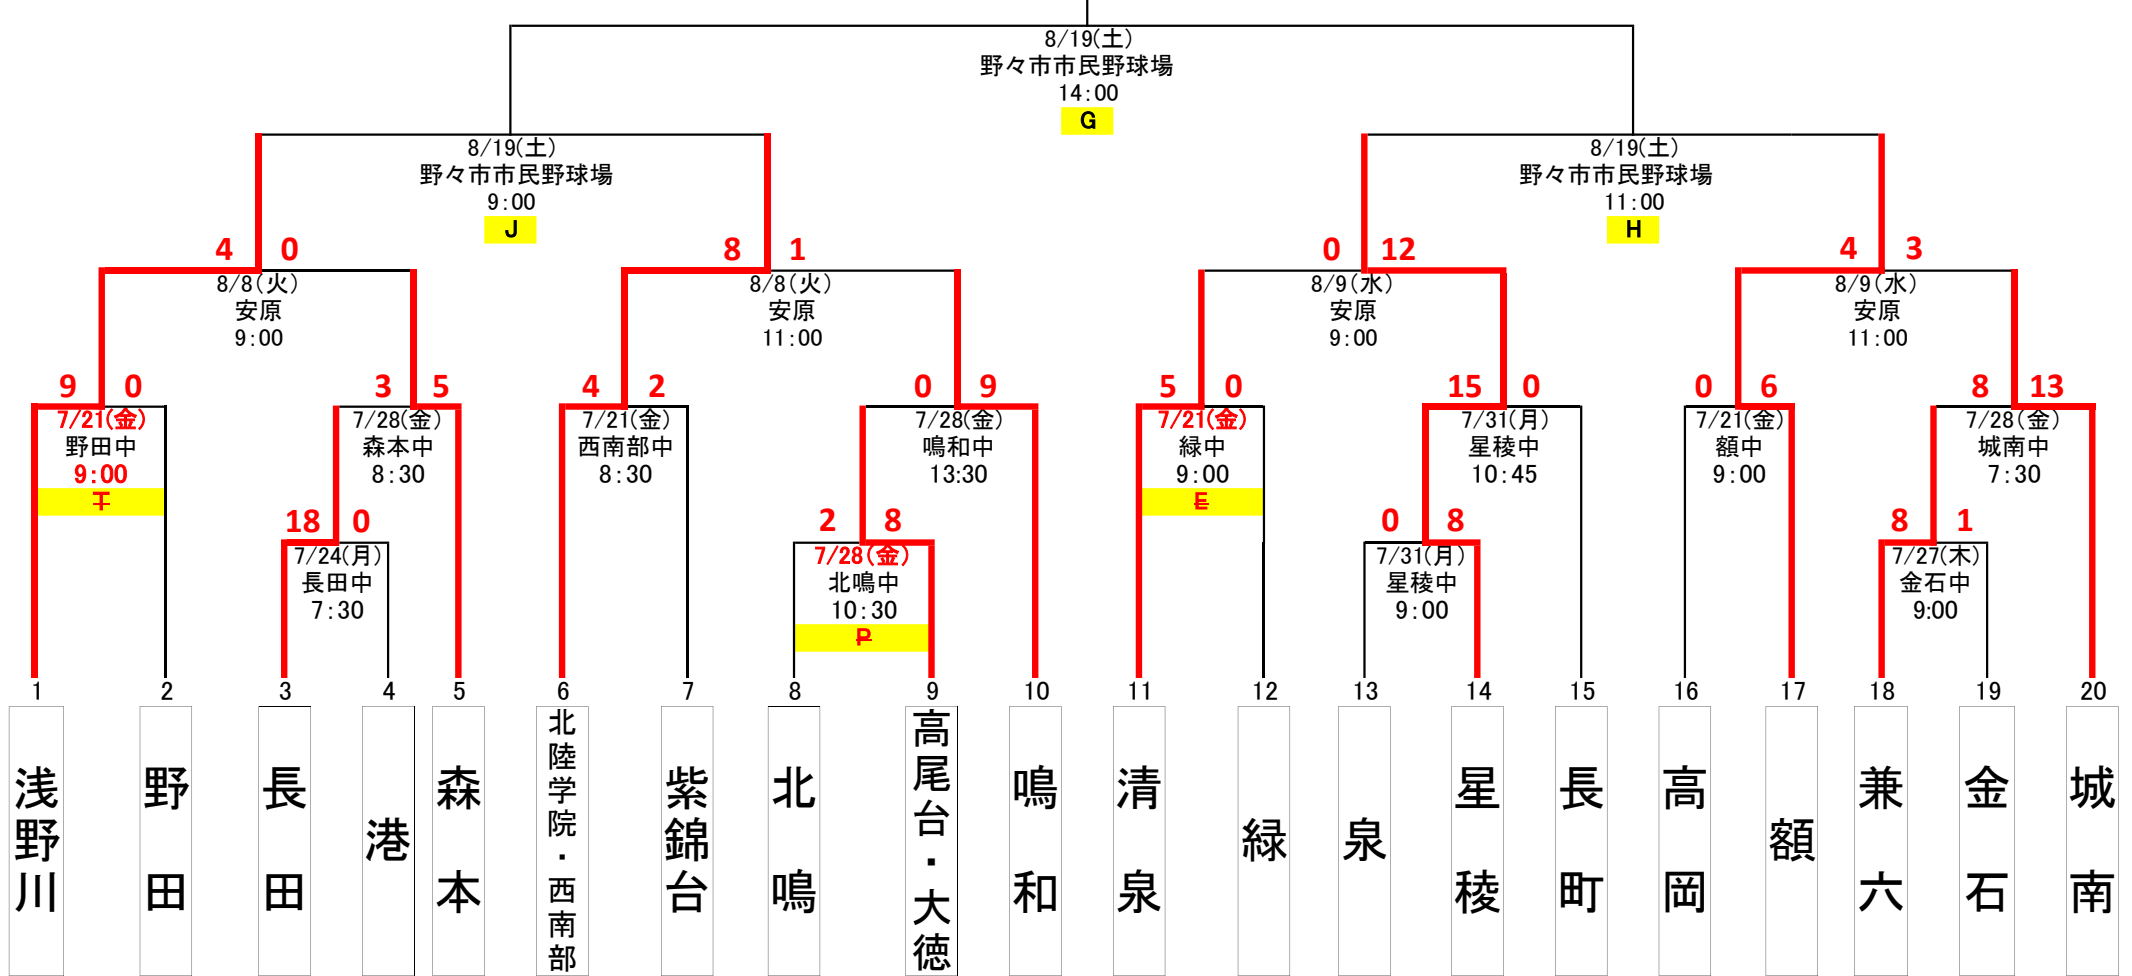 8/19(土)
野々市市民野球場
14:00
G
8/19(土)
野々市市民野球場
9:00
J
8/19(土)
野々市市民野球場
11:00
H
4 0
8/8(火)
安原
9:00
8 1
8/8(火)
安原
11:00
0 12
8/9(水)
安原
9:00
4 3
8/9(水)
安原
11:00
9 0
7/21(金)
野田中
9:00
T
3 5
7/28(金)
森本中
8:30
4 2
7/21(金)
西南部中
8:30
0 9
7/28(金)
鳴和中
13:30
5 0
7/21(金)
緑中
9:00
E
15 0
7/31(月)
星稜中
10:45
0 6
7/21(金)
額中
9:00
8 13
7/28(金)
城南中
7:30
18 0
7/24(月)
長田中
7:30
2 8
7/28(金)
北鳴中
10:30
P
0 8
7/31(月)
星稜中
9:00
8 1
7/27(木)
金石中
9:00
1 2 3 4 5 6 7 8 9 10 11 12 13 14 15 16 17 18 19 20
浅野川
野田
長田
港
森本
北陸学院・西南部
紫錦台
北鳴
高尾台・大徳
鳴和
清泉
緑
泉
星稜
長町
高岡
額
兼六
金石
城南